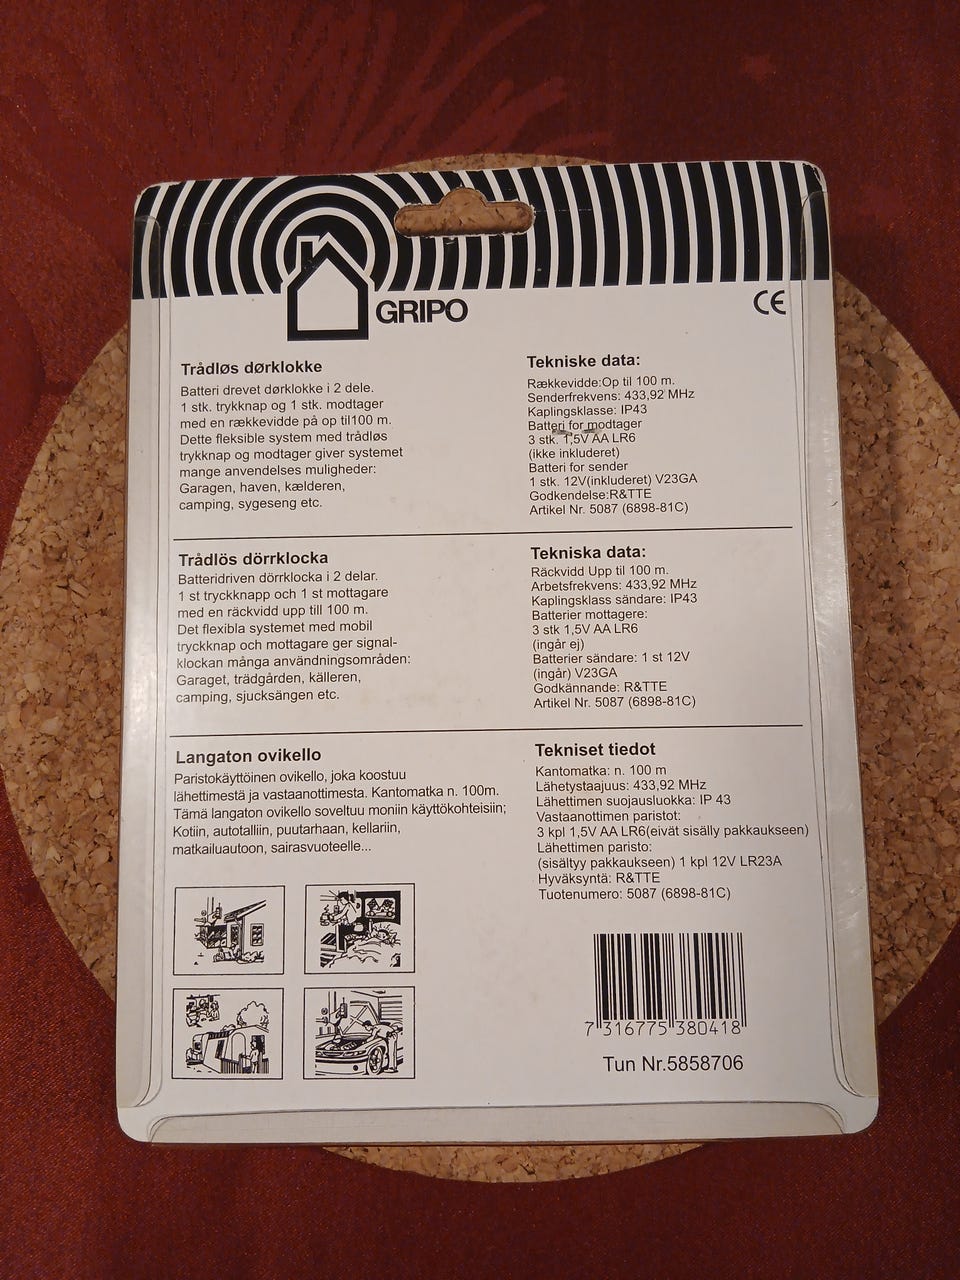 GRIPO
CE
Trådløs dørklokke
Batteri drevet dørklokke i 2 dele.
1 stk. trykknap og 1 stk. modtager
med en rækkevidde på op til100 m.
Dette fleksible system med trådløs
trykknap og modtager giver systemet
mange anvendelses muligheder:
Garagen, haven, kælderen,
camping, sygeseng etc.
Tekniske data:
Rækkevidde:Op til 100 m.
Senderfrekvens: 433,92 MHz
Kaplingsklasse: IP43
Batteri for modtager
3 stk. 1,5V AA LR6
(ikke inkluderet)
Batteri for sender
1 stk. 12V(inkluderet) V23GA
Godkendelse:R&TTE
Artikel Nr. 5087 (6898-81C)
Trådlös dörrklocka
Batteridriven dörrklocka i 2 delar.
1 st tryckknapp och 1 st mottagare
med en räckvidd upp till 100 m.
Det flexibla systemet med mobil
tryckknap och mottagare ger signal-
klockan många användningsområden:
Garaget, trädgården, källeren,
camping, sjucksängen etc.
Tekniska data:
Räckvidd Upp til 100 m.
Arbetsfrekvens: 433,92 MHz
Kaplingsklass sändare: IP43
Batterier mottagere:
3 stk 1,5V AA LR6
(ingår ej)
Batterier sändare: 1 st 12V
(ingår) V23GA
Godkännande: R&TTE
Artikel Nr. 5087 (6898-81C)
Langaton ovikello
Paristokäyttöinen ovikello, joka koostuu
lähettimestä ja vastaanottimesta. Kantomatka n. 100m.
Tämä langaton ovikello soveltuu moniin käyttökohteisiin;
Kotiin, autotalliin, puutarhaan, kellariin,
matkailuautoon, sairasvuoteelle...
Tekniset tiedot
Kantomatka: n. 100 m
Lähetystaajuus: 433,92 MHz
Lähettimen suojausluokka: IP 43
Vastaanottimen paristot:
3 kpl 1,5V AA LR6(eivät sisälly pakkaukseen)
Lähettimen paristo:
(sisältyy pakkaukseen) 1 kpl 12V LR23A
Hyväksyntä: R&TTE
Tuotenumero: 5087 (6898-81C)
7 316775 380418
Tun Nr.5858706